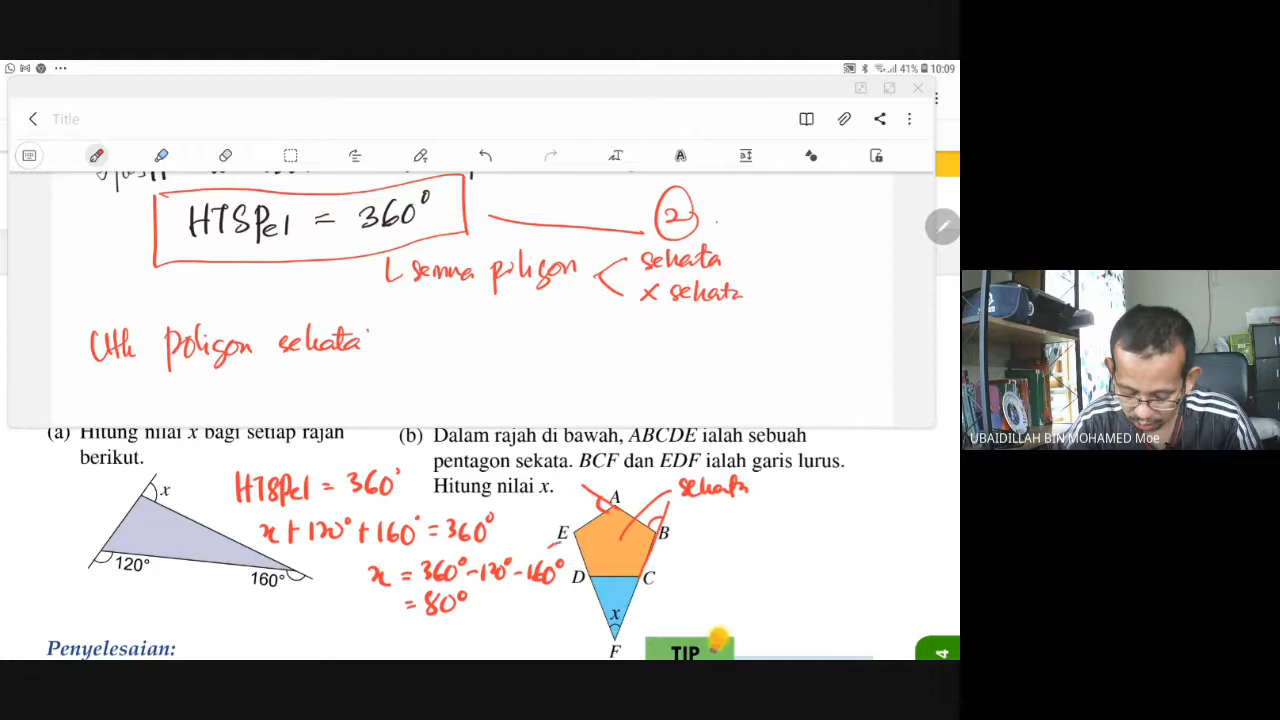 41% 10:09
Title
HTSPel = 360°
2
semua poligon
sekata
x sekata
Utk poligon sekata
(a) Hitung nilai x bagi setiap rajah
berikut.
x
120°
160°
HTSPel = 360°
x + 120° + 160° = 360°
x = 360° - 120° - 160°
= 80°
(b) Dalam rajah di bawah, ABCDE ialah sebuah
pentagon sekata. BCF dan EDF ialah garis lurus.
Hitung nilai x.
sekata
A
E
B
D
C
x
F
Penyelesaian:
TIP
4
UBAIDILLAH BIN MOHAMED Moe